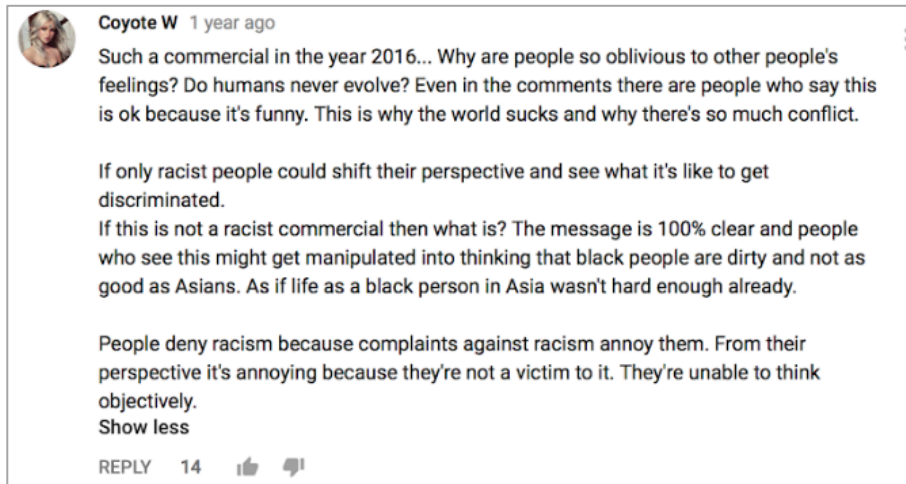 Coyote W 1 year ago
Such a commercial in the year 2016... Why are people so oblivious to other people's
feelings? Do humans never evolve? Even in the comments there are people who say this
is ok because it's funny. This is why the world sucks and why there's so much conflict.
If only racist people could shift their perspective and see what it's like to get
discriminated.
If this is not a racist commercial then what is? The message is 100% clear and people
who see this might get manipulated into thinking that black people are dirty and not as
good as Asians. As if life as a black person in Asia wasn't hard enough already.
People deny racism because complaints against racism annoy them. From their
perspective it's annoying because they're not a victim to it. They're unable to think
objectively.
Show less
REPLY 14